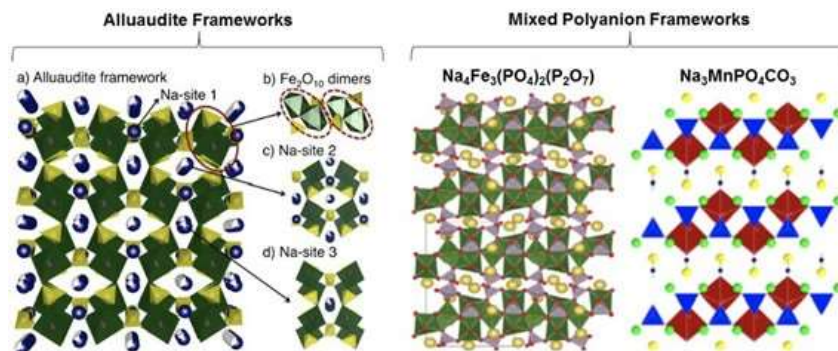 Alluaudite Frameworks
Mixed Polyanion Frameworks
a) Alluaudite framework
Na-site 1
b) Fe₂O₁₀ dimers
c) Na-site 2
d) Na-site 3
Na₄Fe₃(PO₄)₂(P₂O₇)
Na₃MnPO₄CO₃